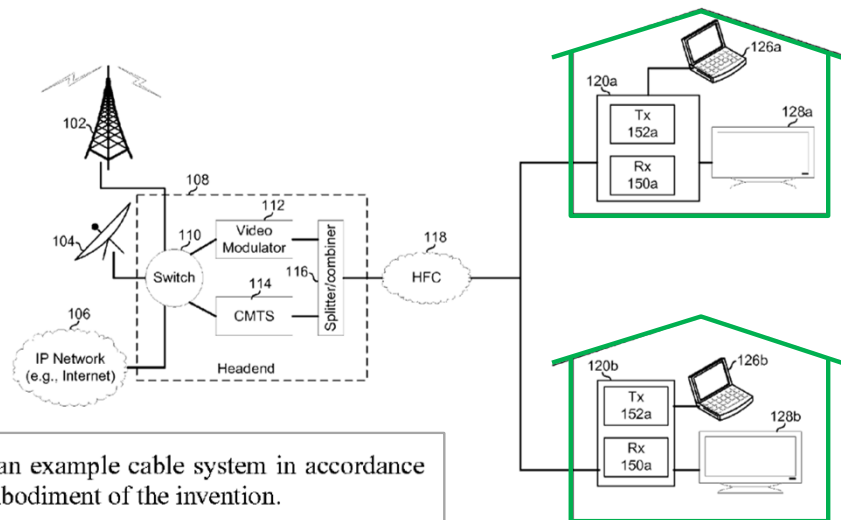 102
104
106
IP Network
(e.g., Internet)
108
110
Switch
112
Video
Modulator
114
CMTS
116
Splitter/combiner
Headend
118
HFC
120a
Tx
152a
Rx
150a
126a
128a
120b
Tx
152a
Rx
150a
126b
128b
an example cable system in accordance
bodiment of the invention.